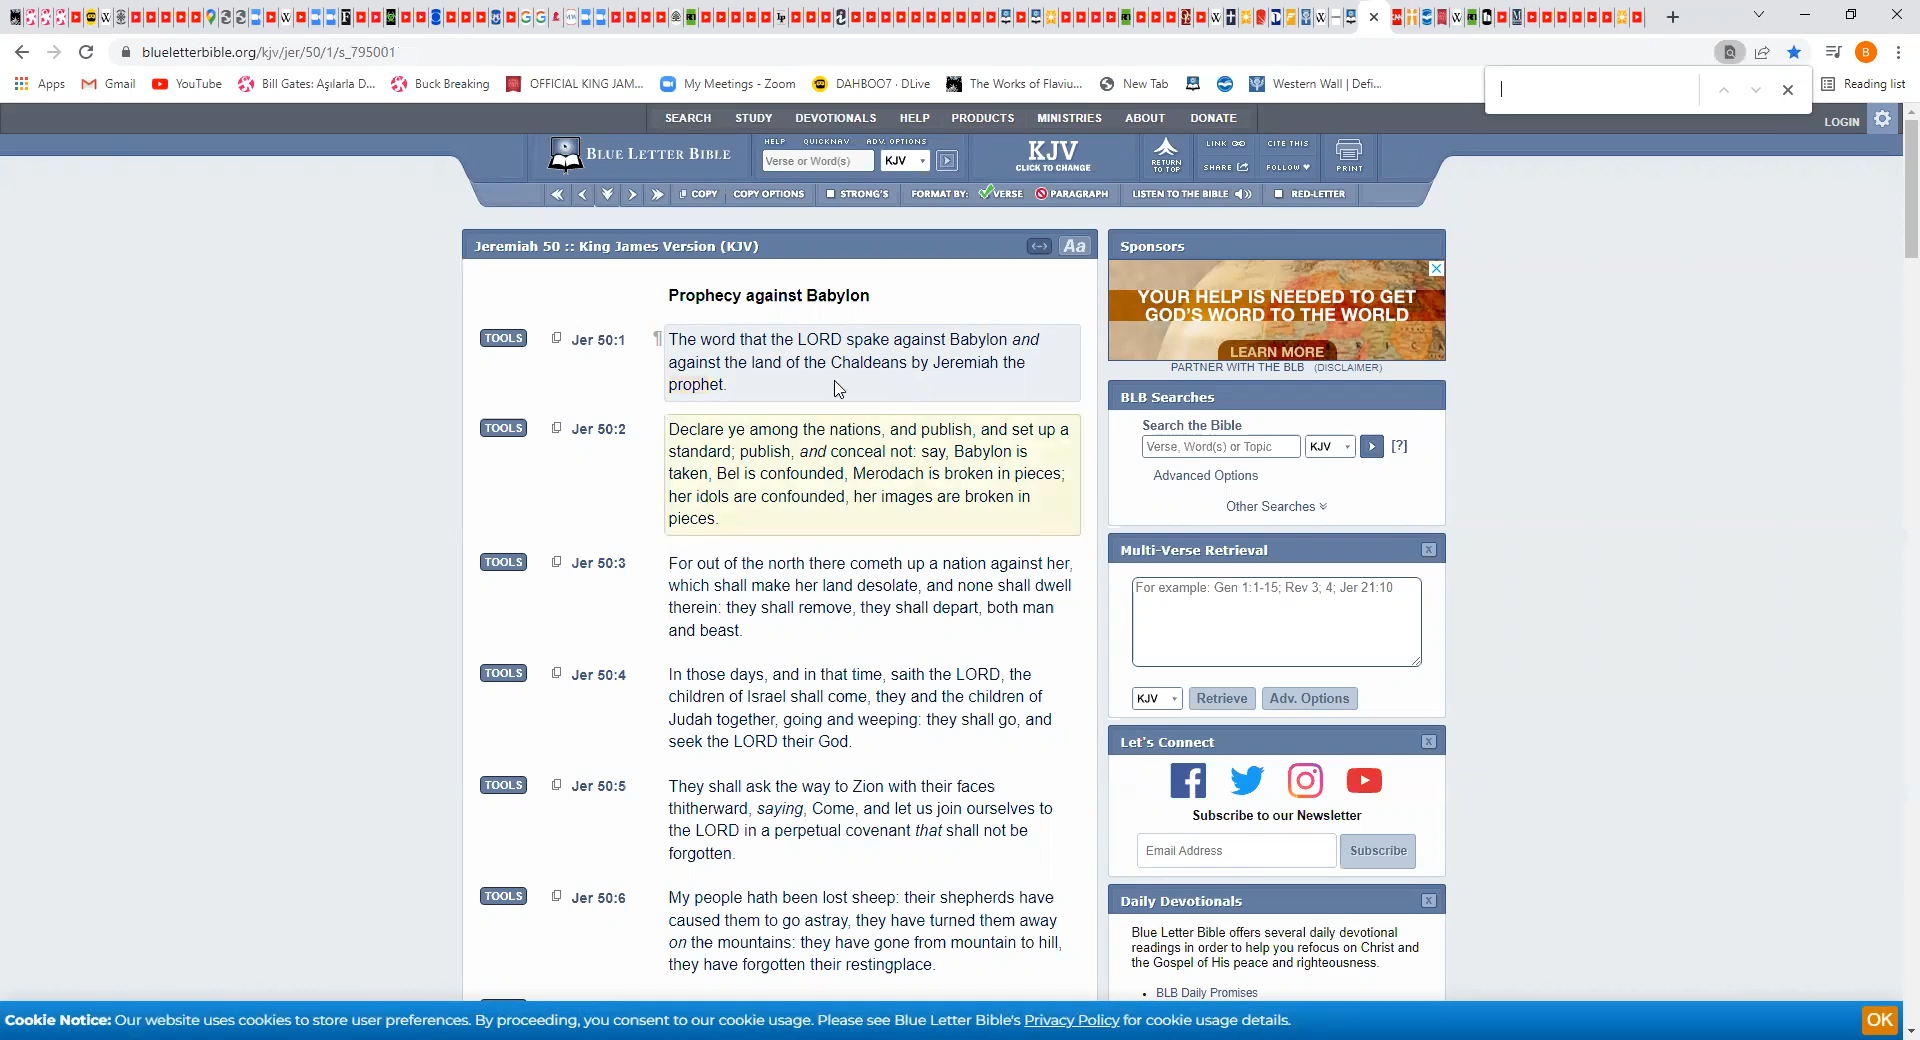 blueletterbible.org/kjv/jer/50/1/s_795001
B
Apps
Gmail
YouTube
Bill Gates: Aşılarla D...
Buck Breaking
OFFICIAL KING JAM...
My Meetings - Zoom
DAHBOO7 · DLive
The Works of Flaviu...
New Tab
Western Wall | Defi...
Reading list
SEARCH STUDY DEVOTIONALS HELP PRODUCTS MINISTRIES ABOUT DONATE
LOGIN
BLUE LETTER BIBLE
HELP QUICKNAV ADV. OPTIONS
Verse or Word(s)
KJV
KJV
CLICK TO CHANGE
RETURN
TO TOP
LINK
CITE THIS
SHARE
FOLLOW
PRINT
COPY
COPY OPTIONS
STRONG'S
FORMAT BY:
VERSE
PARAGRAPH
LISTEN TO THE BIBLE
RED-LETTER
Jeremiah 50 :: King James Version (KJV)
Aa
Prophecy against Babylon
TOOLS Jer 50:1 ¶ The word that the LORD spake against Babylon and
against the land of the Chaldeans by Jeremiah the
prophet.
TOOLS Jer 50:2 Declare ye among the nations, and publish, and set up a
standard; publish, and conceal not: say, Babylon is
taken, Bel is confounded, Merodach is broken in pieces;
her idols are confounded, her images are broken in
pieces.
TOOLS Jer 50:3 For out of the north there cometh up a nation against her,
which shall make her land desolate, and none shall dwell
therein: they shall remove, they shall depart, both man
and beast.
TOOLS Jer 50:4 In those days, and in that time, saith the LORD, the
children of Israel shall come, they and the children of
Judah together, going and weeping: they shall go, and
seek the LORD their God.
TOOLS Jer 50:5 They shall ask the way to Zion with their faces
thitherward, saying, Come, and let us join ourselves to
the LORD in a perpetual covenant that shall not be
forgotten.
TOOLS Jer 50:6 My people hath been lost sheep: their shepherds have
caused them to go astray, they have turned them away
on the mountains: they have gone from mountain to hill,
they have forgotten their restingplace.
Sponsors
YOUR HELP IS NEEDED TO GET
GOD'S WORD TO THE WORLD
LEARN MORE
PARTNER WITH THE BLB (DISCLAIMER)
BLB Searches
Search the Bible
Verse, Word(s) or Topic
KJV
[?]
Advanced Options
Other Searches
Multi-Verse Retrieval
For example: Gen 1:1-15; Rev 3; 4; Jer 21:10
KJV
Retrieve
Adv. Options
Let's Connect
Subscribe to our Newsletter
Email Address
Subscribe
Daily Devotionals
Blue Letter Bible offers several daily devotional
readings in order to help you refocus on Christ and
the Gospel of His peace and righteousness.
• BLB Daily Promises
Cookie Notice: Our website uses cookies to store user preferences. By proceeding, you consent to our cookie usage. Please see Blue Letter Bible's Privacy Policy for cookie usage details.
OK